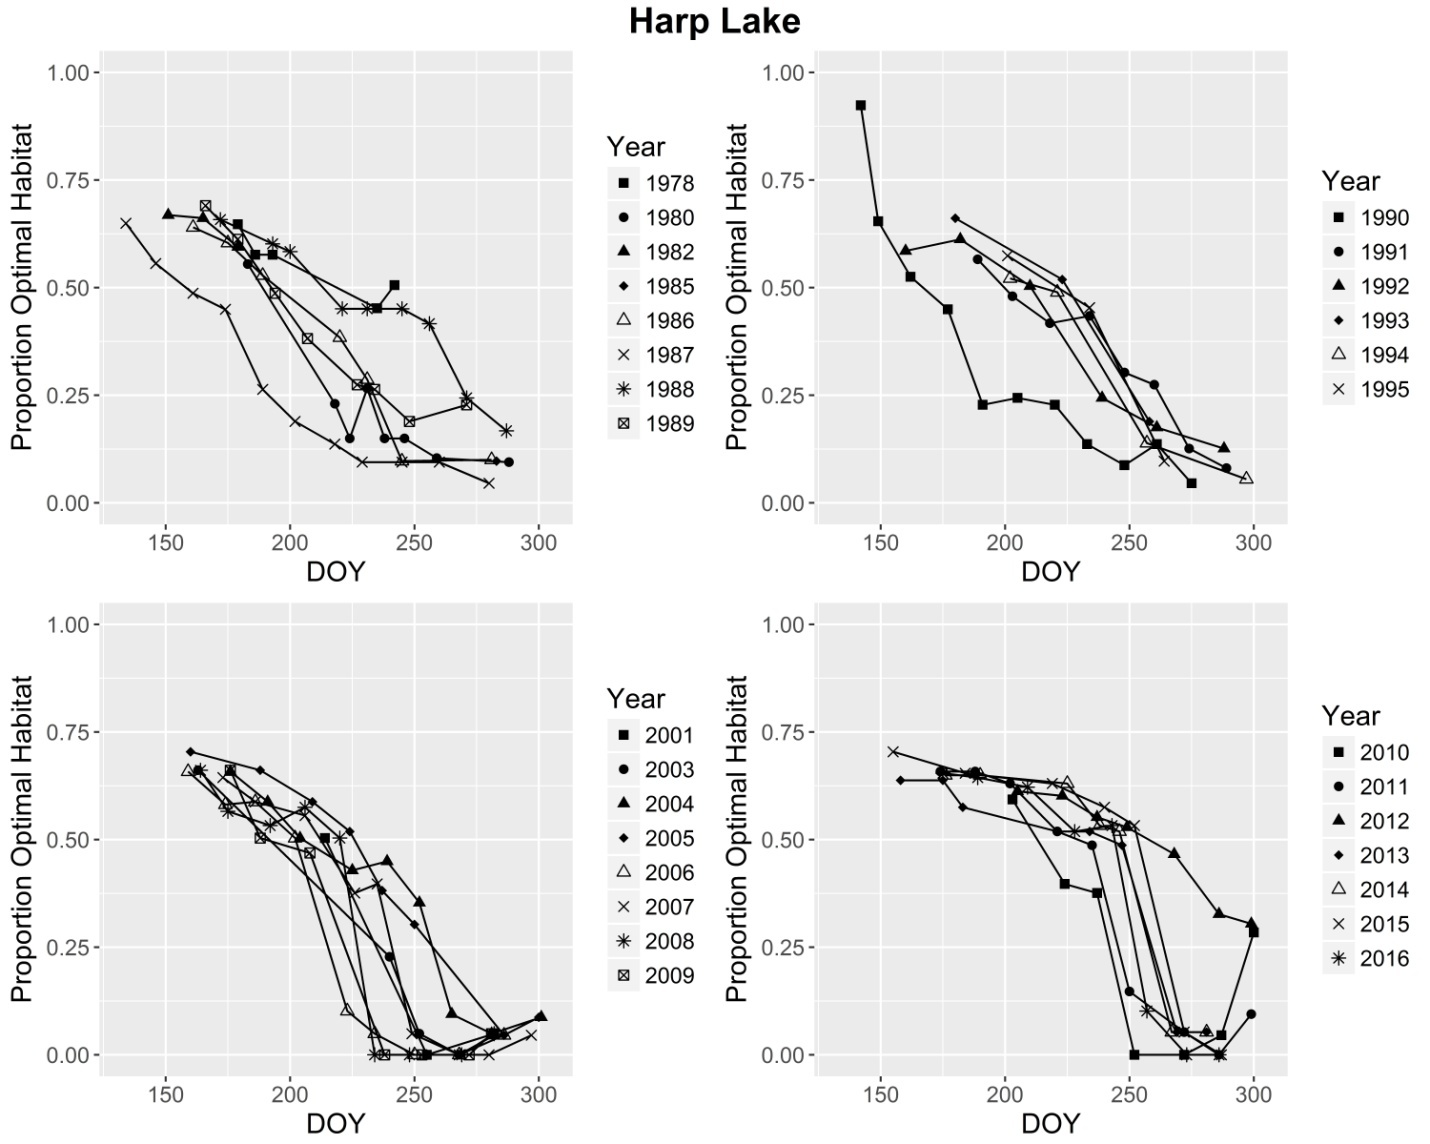 Harp Lake
Proportion Optimal Habitat
1.00
0.75
0.50
0.25
0.00
150 200 250 300
DOY
Year
1978
1980
1982
1985
1986
1987
1988
1989
Proportion Optimal Habitat
1.00
0.75
0.50
0.25
0.00
150 200 250 300
DOY
Year
1990
1991
1992
1993
1994
1995
Proportion Optimal Habitat
1.00
0.75
0.50
0.25
0.00
150 200 250 300
DOY
Year
2001
2003
2004
2005
2006
2007
2008
2009
Proportion Optimal Habitat
1.00
0.75
0.50
0.25
0.00
150 200 250 300
DOY
Year
2010
2011
2012
2013
2014
2015
2016